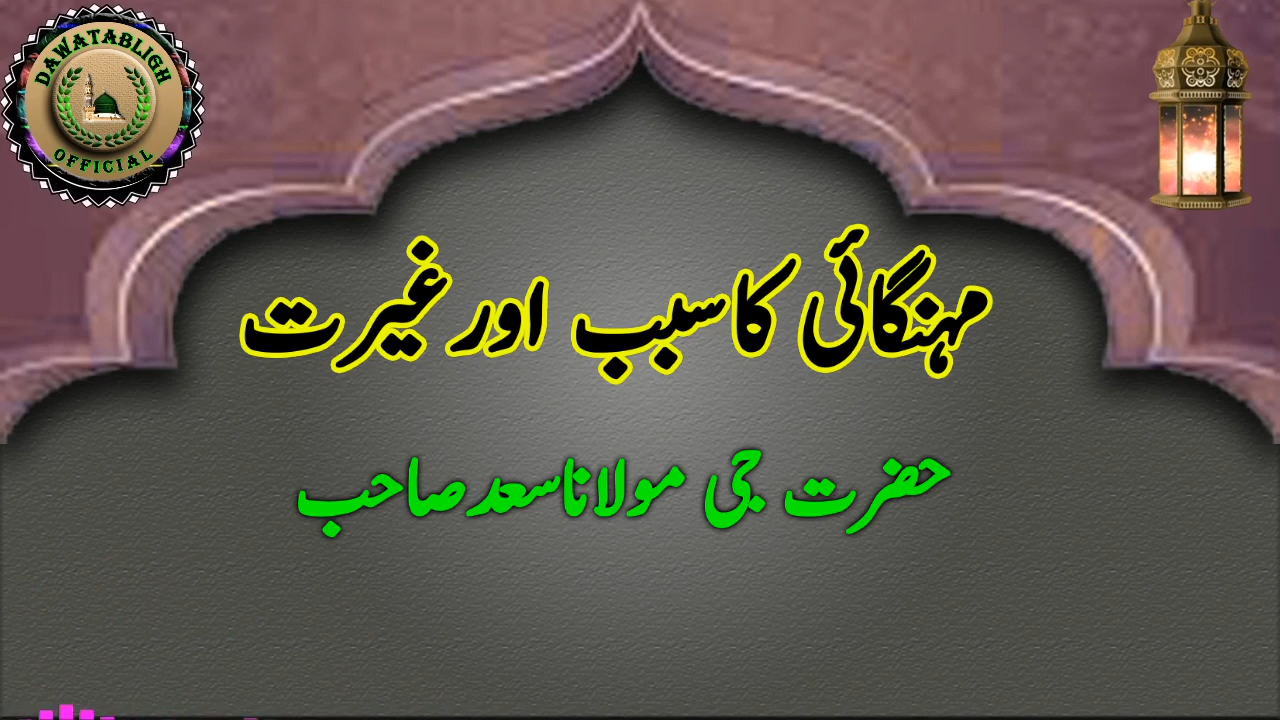 DAWATABLIGH
OFFICIAL
مہنگائی کا سبب اور غیرت
حضرت جی مولانا سعد صاحب